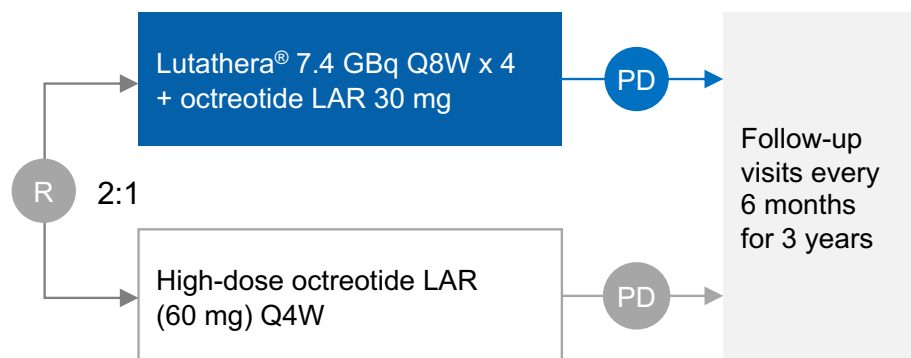 Lutathera® 7.4 GBq Q8W x 4
+ octreotide LAR 30 mg
PD
R
2:1
Follow-up
visits every
6 months
for 3 years
High-dose octreotide LAR
(60 mg) Q4W
PD